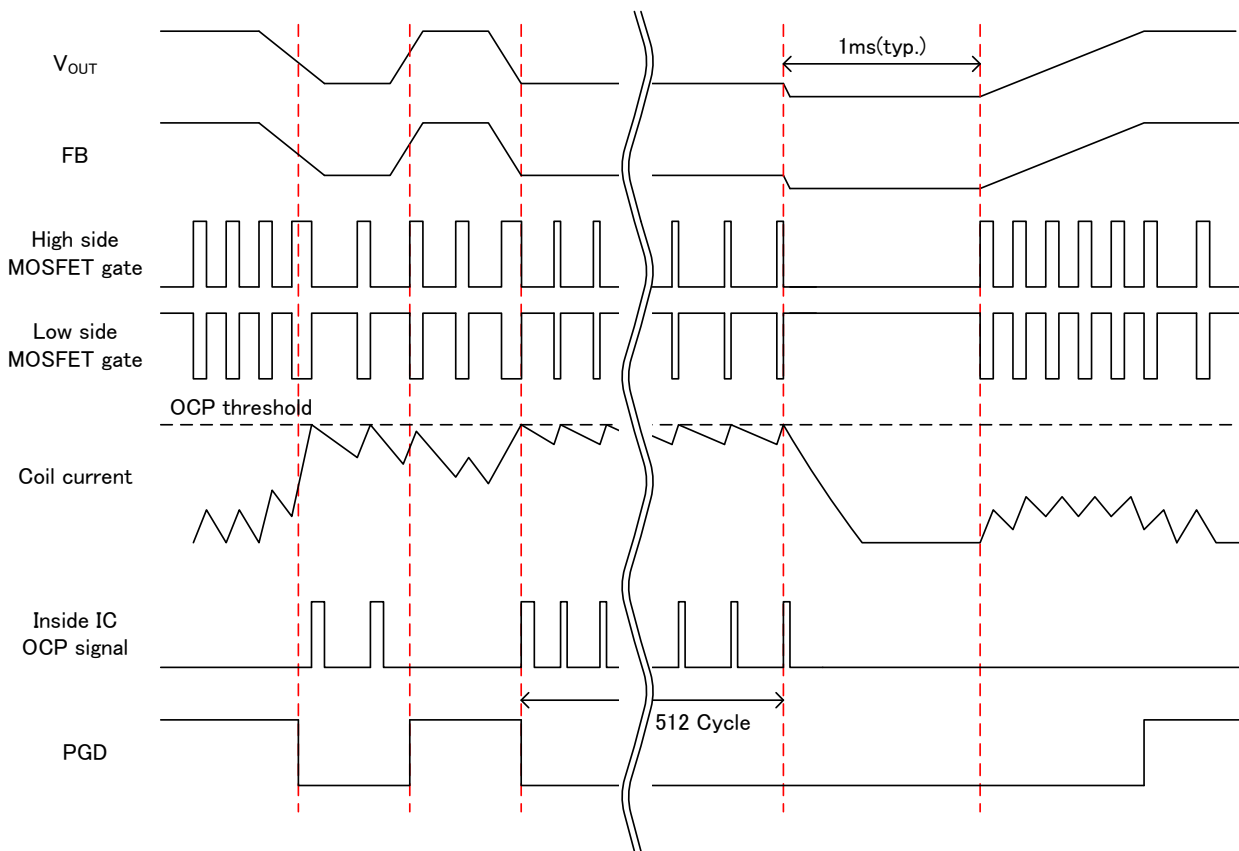 V_OUT
1ms(typ.)
FB
High side
MOSFET gate
Low side
MOSFET gate
OCP threshold
Coil current
Inside IC
OCP signal
512 Cycle
PGD